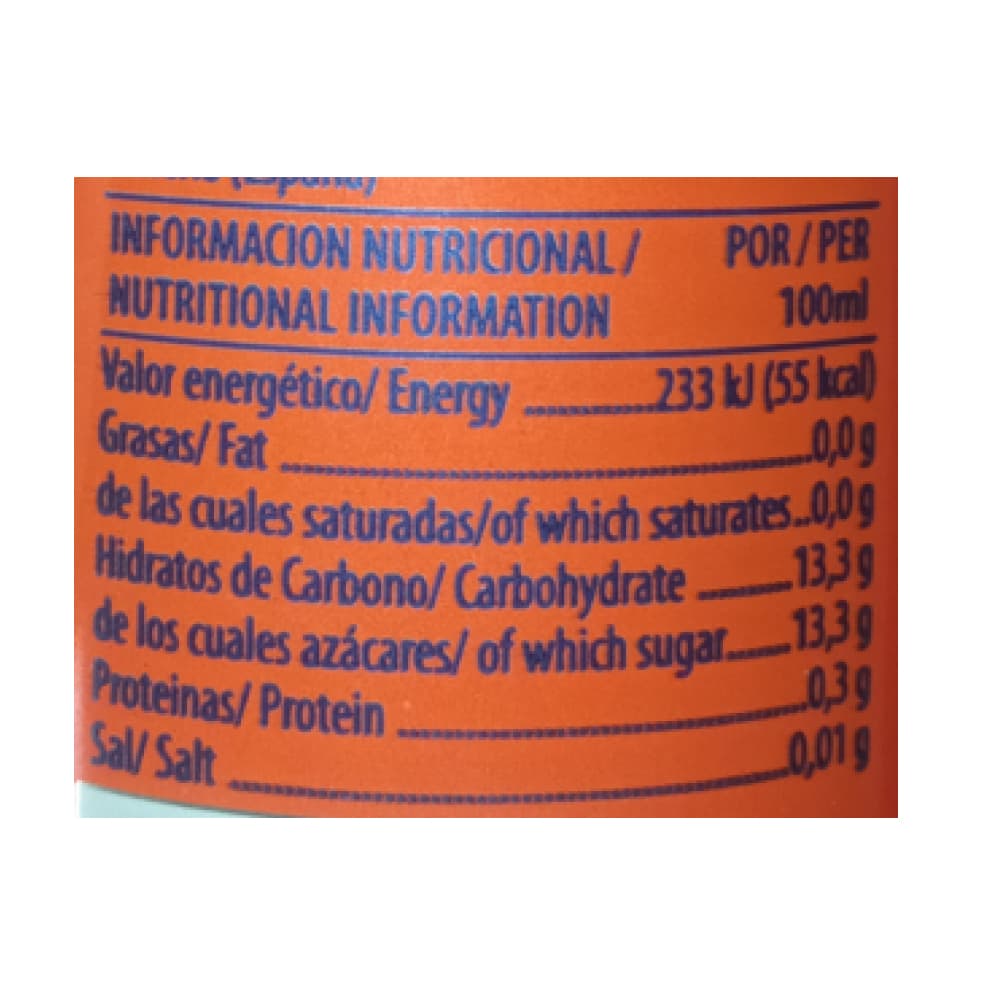 (España)
INFORMACION NUTRICIONAL / POR / PER
NUTRITIONAL INFORMATION 100ml
Valor energético/ Energy ............233 kJ (55 kcal)
Grasas/ Fat ............0,0 g
de las cuales saturadas/of which saturates..0,0 g
Hidratos de Carbono/ Carbohydrate ............13,3 g
de los cuales azácares/ of which sugar.......13,3 g
Proteinas/ Protein ............0,3 g
Sal/ Salt ............0,01 g